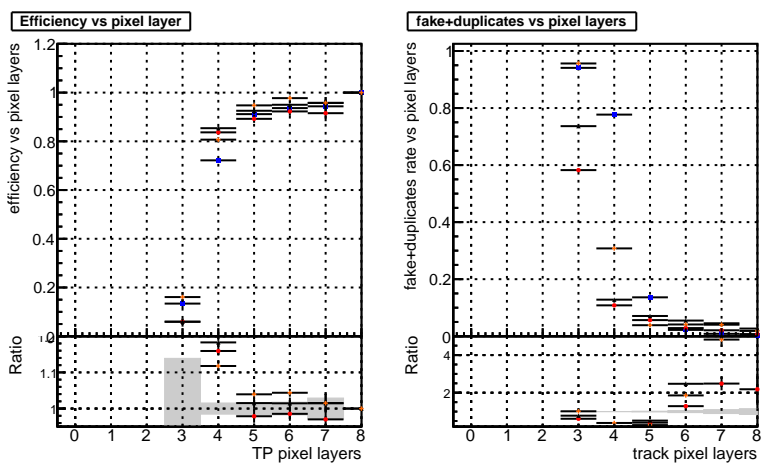 Efficiency vs pixel layer
efficiency vs pixel layers
1.2
1
0.8
0.6
0.4
0.2
0
Ratio
1.1
1
0 1 2 3 4 5 6 7 8
TP pixel layers
fake+duplicates vs pixel layers
fake+duplicates rate vs pixel layers
1
0.8
0.6
0.4
0.2
0
Ratio
4
2
0 1 2 3 4 5 6 7 8
track pixel layers